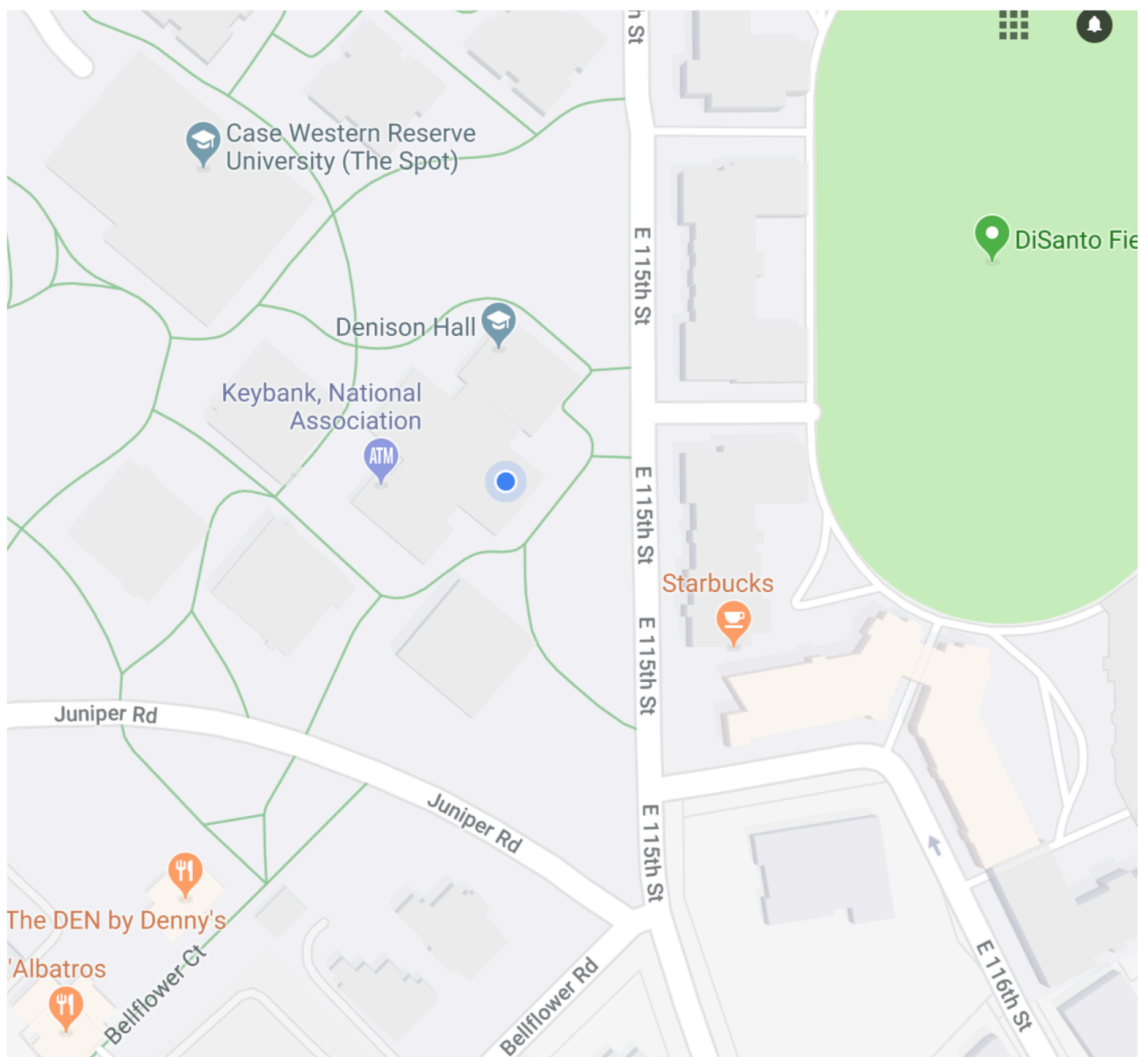 h St
Case Western Reserve
University (The Spot)
E 115th St
DiSanto Fie
Denison Hall
Keybank, National
Association
ATM
E 115th St
Starbucks
E 115th St
Juniper Rd
Juniper Rd
E 115th St
The DEN by Denny's
'Albatros
Bellflower Ct
Bellflower Rd
E 116th St